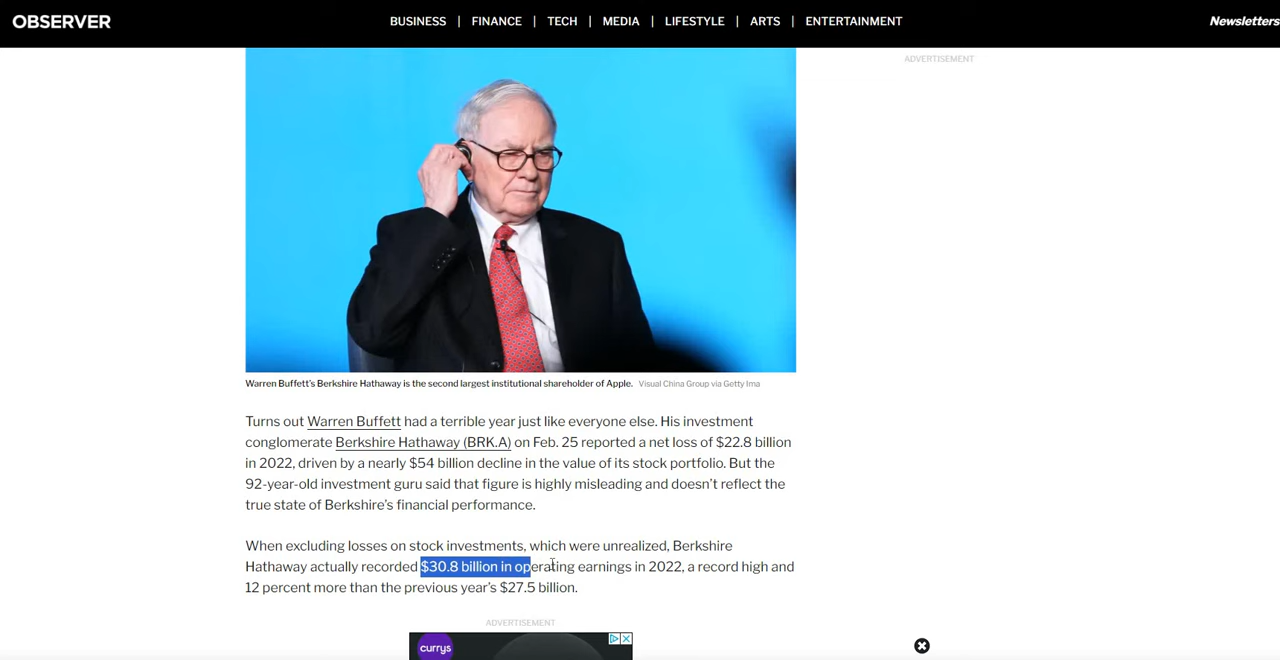 OBSERVER
BUSINESS | FINANCE | TECH | MEDIA | LIFESTYLE | ARTS | ENTERTAINMENT
Newsletters
ADVERTISEMENT
Warren Buffett's Berkshire Hathaway is the second largest institutional shareholder of Apple. Visual China Group via Getty Ima
Turns out Warren Buffett had a terrible year just like everyone else. His investment
conglomerate Berkshire Hathaway (BRK.A) on Feb. 25 reported a net loss of $22.8 billion
in 2022, driven by a nearly $54 billion decline in the value of its stock portfolio. But the
92-year-old investment guru said that figure is highly misleading and doesn't reflect the
true state of Berkshire's financial performance.
When excluding losses on stock investments, which were unrealized, Berkshire
Hathaway actually recorded $30.8 billion in operating earnings in 2022, a record high and
12 percent more than the previous year's $27.5 billion.
ADVERTISEMENT
currys